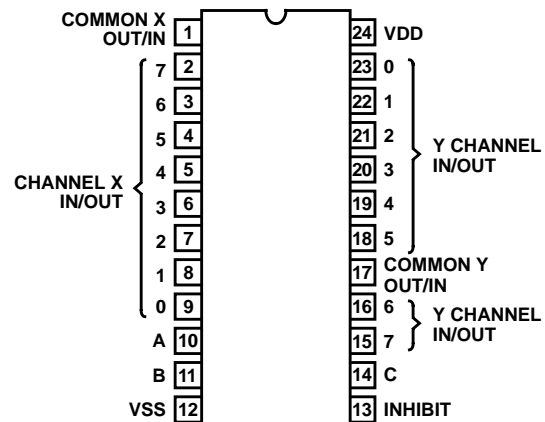 COMMON X
OUT/IN 1
7 2
6 3
5 4
4 5
3 6
2 7
1 8
0 9
CHANNEL X
IN/OUT
A 10
B 11
VSS 12
24 VDD
23 0
22 1
21 2
20 3
19 4
18 5
Y CHANNEL
IN/OUT
17 COMMON Y
OUT/IN
16 6
15 7
Y CHANNEL
IN/OUT
14 C
13 INHIBIT